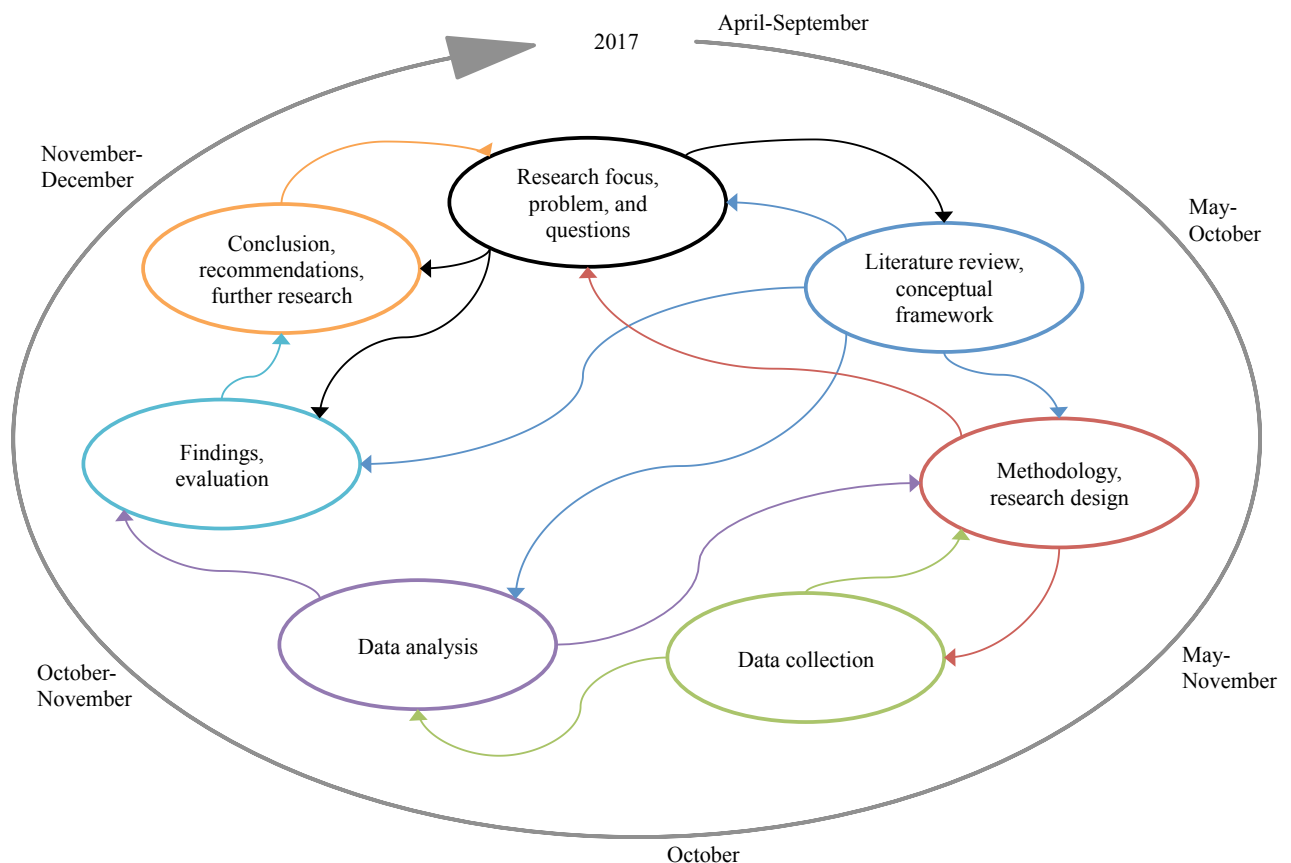 2017
April-September
May-
October
May-
November
October
October-
November
November-
December
Research focus,
problem, and
questions
Literature review,
conceptual
framework
Methodology,
research design
Data collection
Data analysis
Findings,
evaluation
Conclusion,
recommendations,
further research